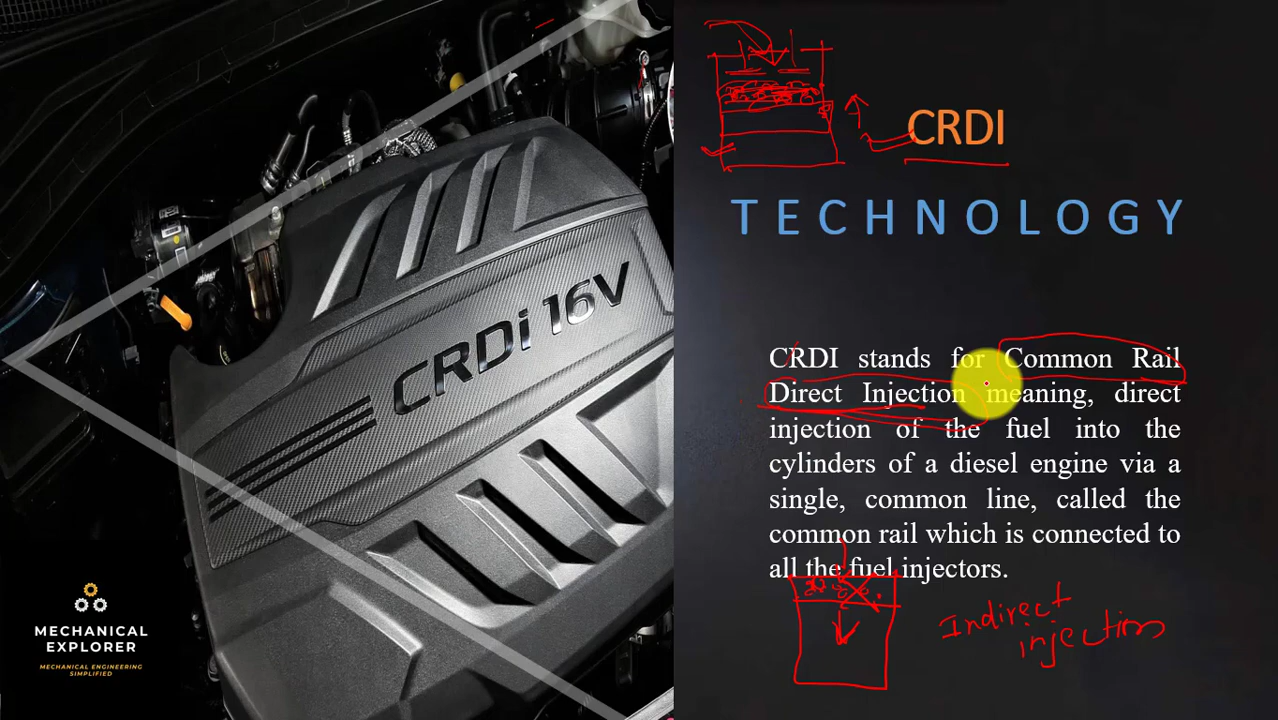 CRDi 16V
MECHANICAL
EXPLORER
MECHANICAL ENGINEERING
SIMPLIFIED
CRDI
TECHNOLOGY
CRDI stands for Common Rail
Direct Injection meaning, direct
injection of the fuel into the
cylinders of a diesel engine via a
single, common line, called the
common rail which is connected to
all the fuel injectors.
Indirect
injection